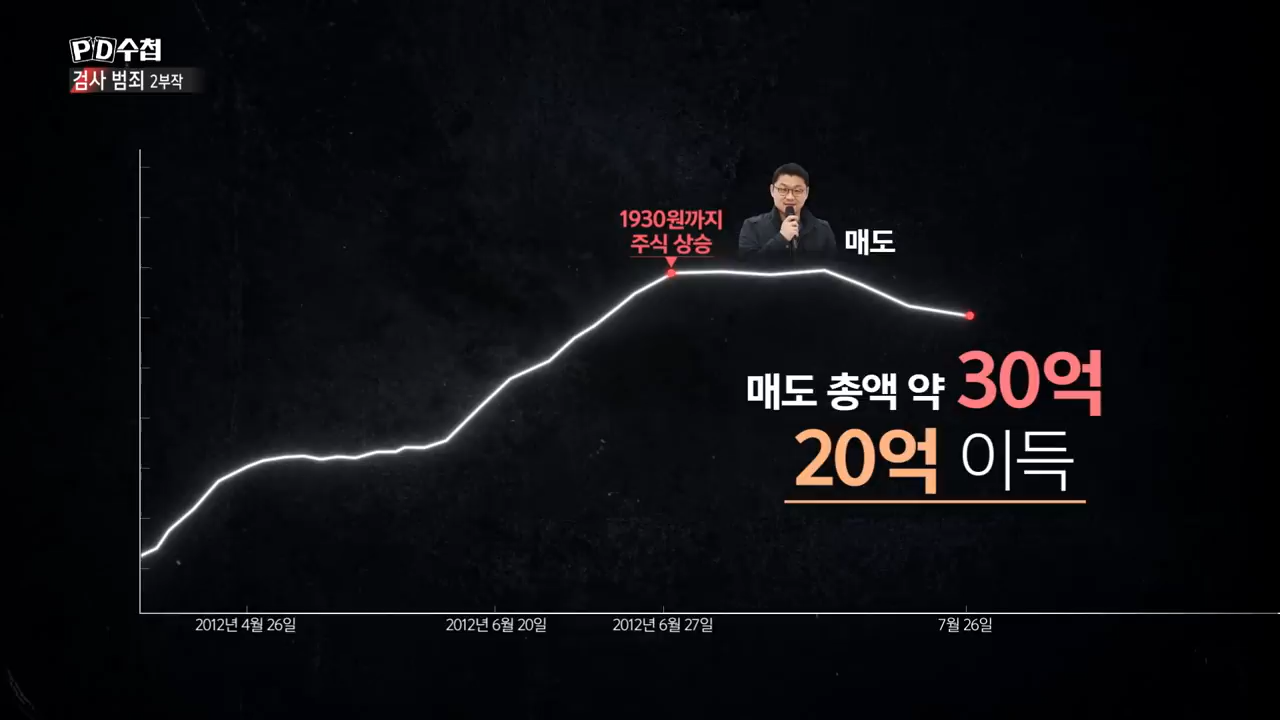 PD수첩
검사 범죄 2부작
1930원까지
주식 상승
매도
매도 총액 약 30억
20억 이득
2012년 4월 26일
2012년 6월 20일
2012년 6월 27일
7월 26일